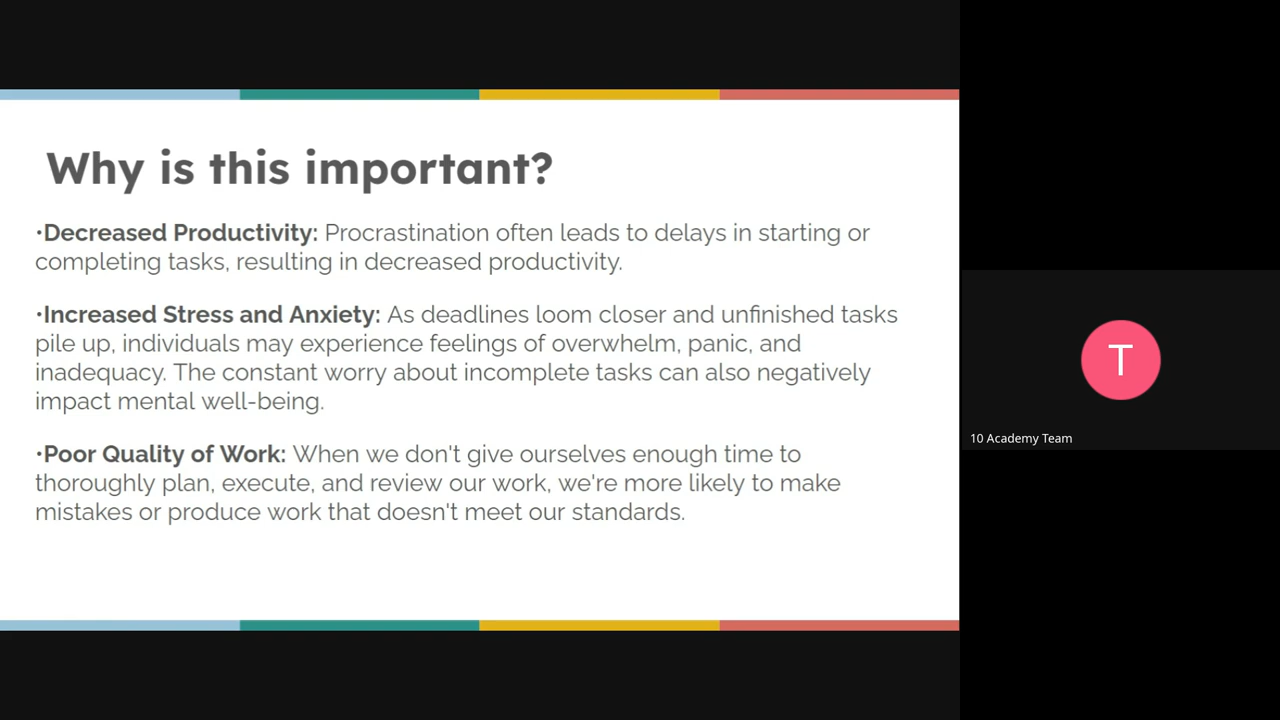 Why is this important?
•Decreased Productivity: Procrastination often leads to delays in starting or
completing tasks, resulting in decreased productivity.
•Increased Stress and Anxiety: As deadlines loom closer and unfinished tasks
pile up, individuals may experience feelings of overwhelm, panic, and
inadequacy. The constant worry about incomplete tasks can also negatively
impact mental well-being.
•Poor Quality of Work: When we don't give ourselves enough time to
thoroughly plan, execute, and review our work, we're more likely to make
mistakes or produce work that doesn't meet our standards.
T
10 Academy Team